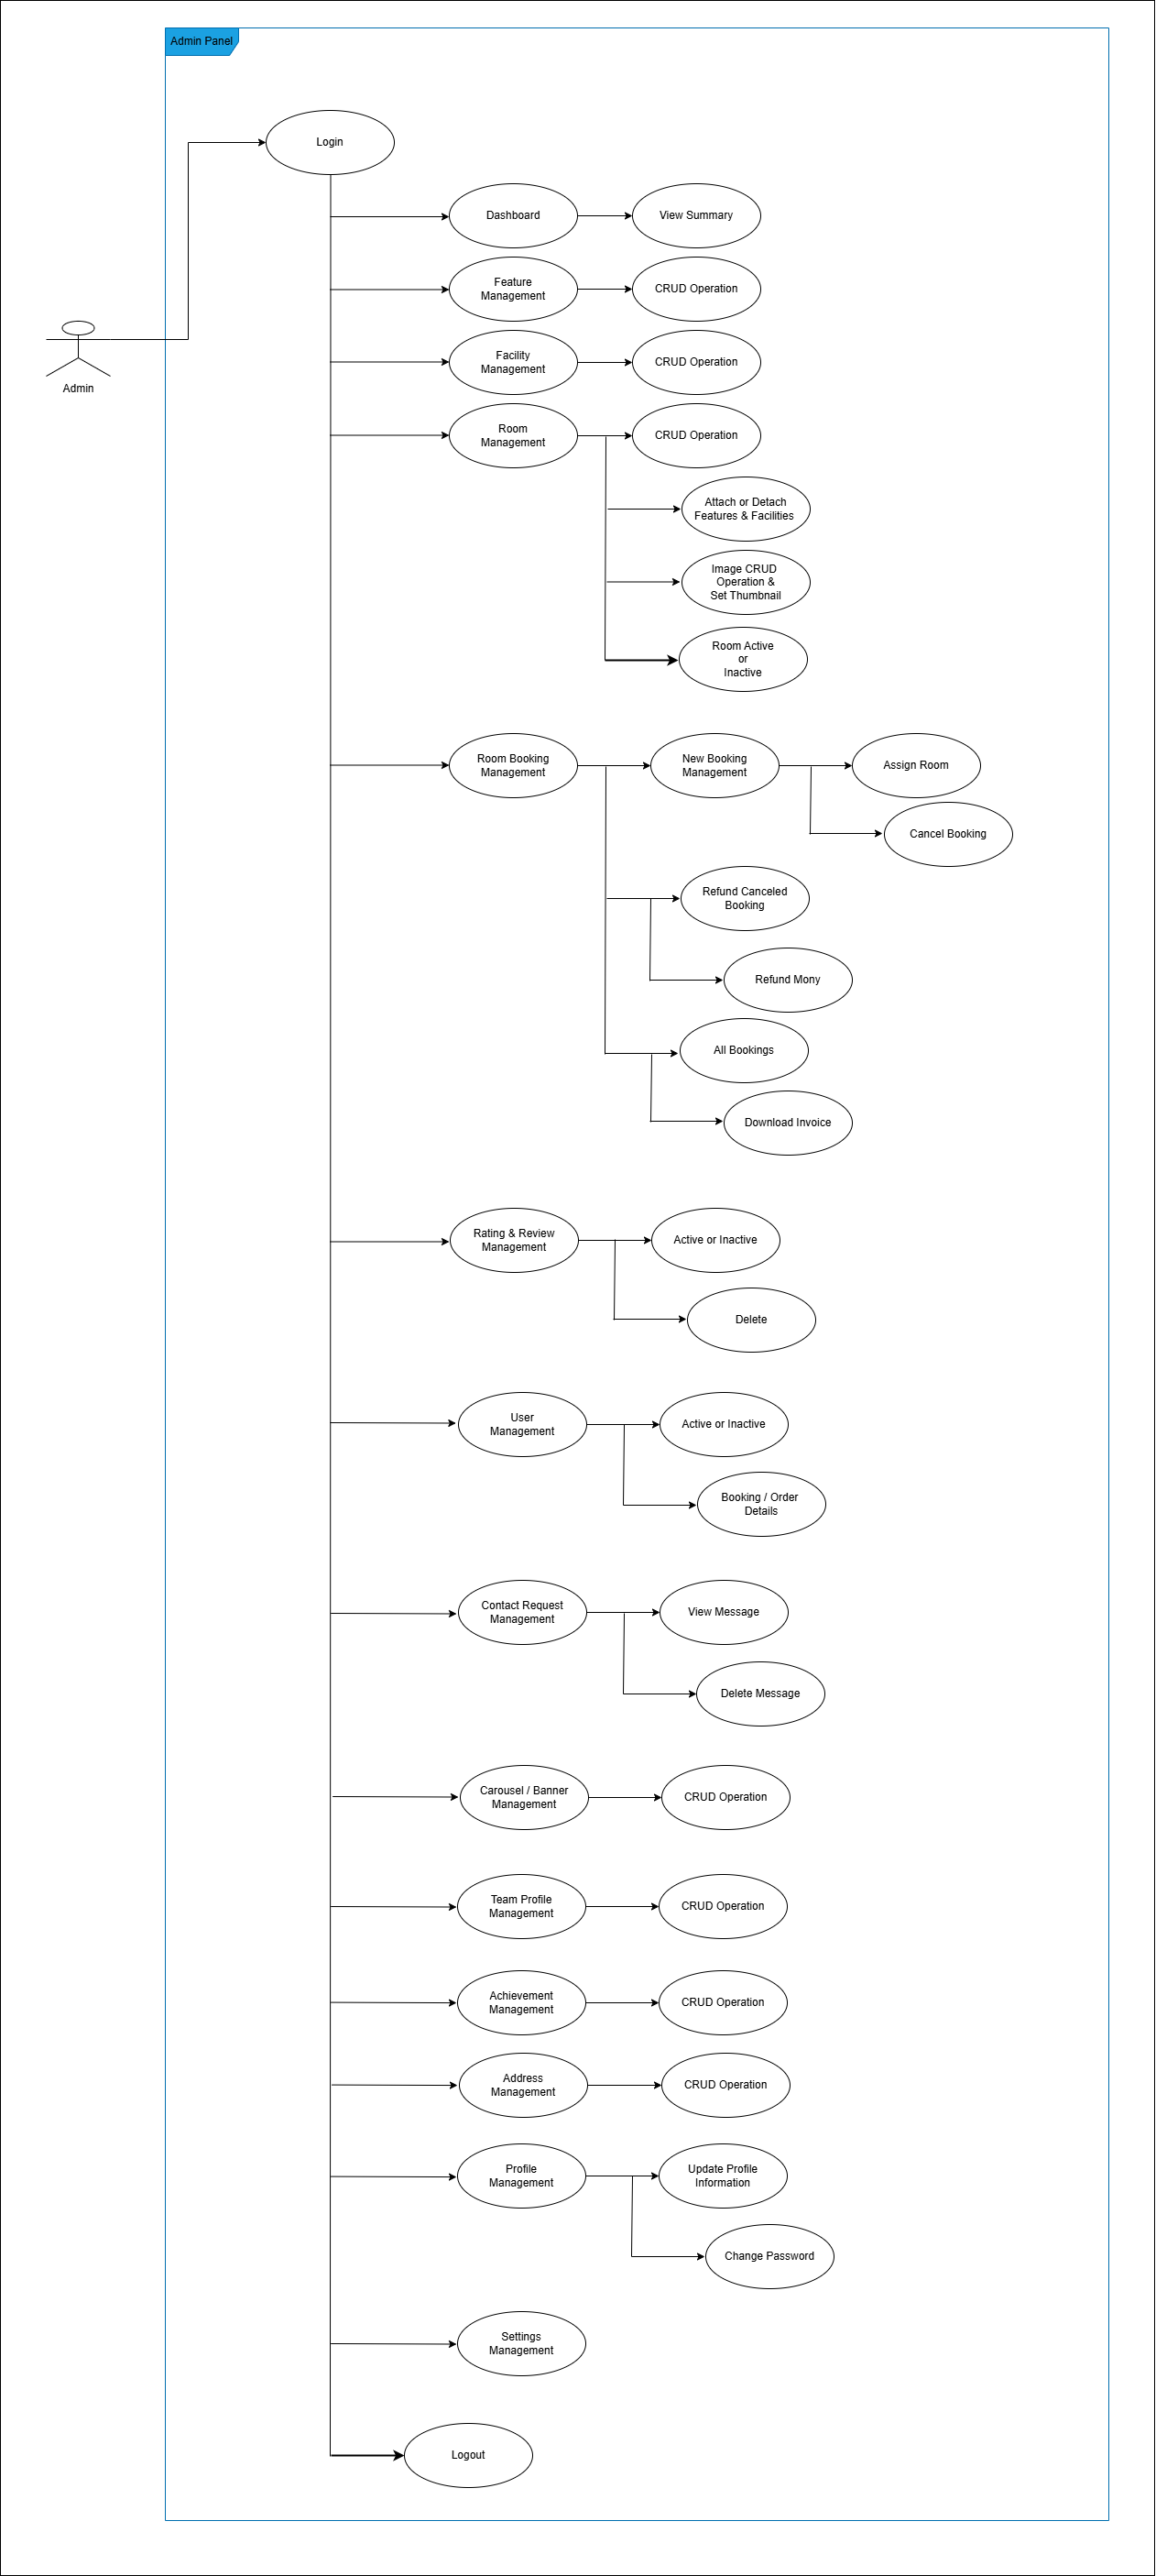 Admin Panel
Login
Dashboard
View Summary
Feature
Management
CRUD Operation
Admin
Facility
Management
CRUD Operation
Room
Management
CRUD Operation
Attach or Detach
Features & Facilities
Image CRUD
Operation &
Set Thumbnail
Room Active
or
Inactive
Room Booking
Management
New Booking
Management
Assign Room
Cancel Booking
Refund Canceled
Booking
Refund Mony
All Bookings
Download Invoice
Rating & Review
Management
Active or Inactive
Delete
User
Management
Active or Inactive
Booking / Order
Details
Contact Request
Management
View Message
Delete Message
Carousel / Banner
Management
CRUD Operation
Team Profile
Management
CRUD Operation
Achievement
Management
CRUD Operation
Address
Management
CRUD Operation
Profile
Management
Update Profile
Information
Change Password
Settings
Management
Logout